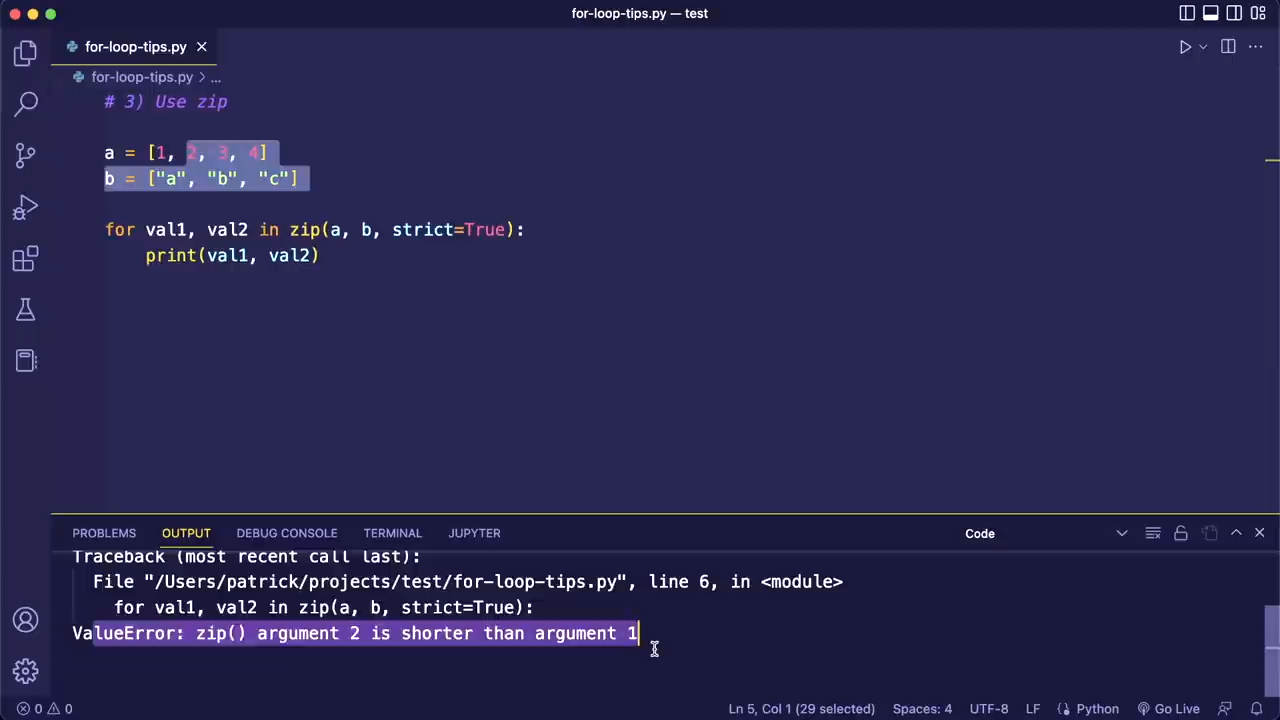 for-loop-tips.py — test
for-loop-tips.py
for-loop-tips.py > ...
# 3) Use zip
a = [1, 2, 3, 4]
b = ["a", "b", "c"]
for val1, val2 in zip(a, b, strict=True):
print(val1, val2)
PROBLEMS OUTPUT DEBUG CONSOLE TERMINAL JUPYTER Code
Traceback (most recent call last):
File "/Users/patrick/projects/test/for-loop-tips.py", line 6, in <module>
for val1, val2 in zip(a, b, strict=True):
ValueError: zip() argument 2 is shorter than argument 1
0 0 Ln 5, Col 1 (29 selected) Spaces: 4 UTF-8 LF Python Go Live